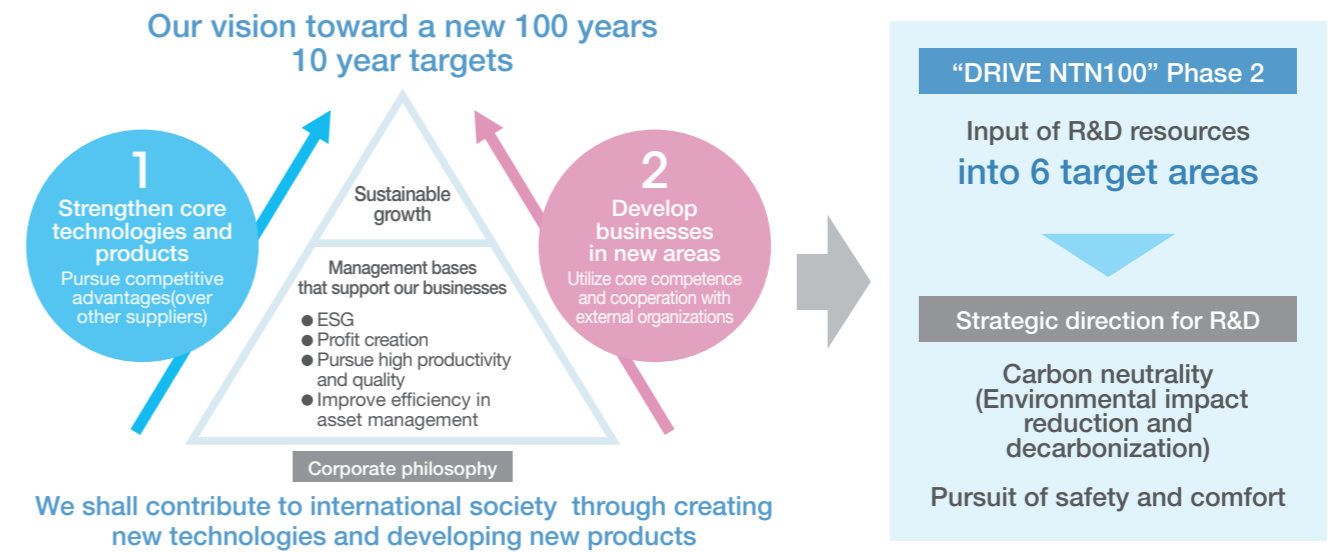 Our vision toward a new 100 years
10 year targets
1
Strengthen core
technologies and
products
Pursue competitive
advantages(over
other suppliers)
Sustainable
growth
Management bases
that support our businesses
● ESG
● Profit creation
● Pursue high productivity
and quality
● Improve efficiency in
asset management
2
Develop
businesses
in new areas
Utilize core competence
and cooperation with
external organizations
Corporate philosophy
We shall contribute to international society through creating
new technologies and developing new products
“DRIVE NTN100” Phase 2
Input of R&D resources
into 6 target areas
Strategic direction for R&D
Carbon neutrality
(Environmental impact
reduction and
decarbonization)
Pursuit of safety and comfort